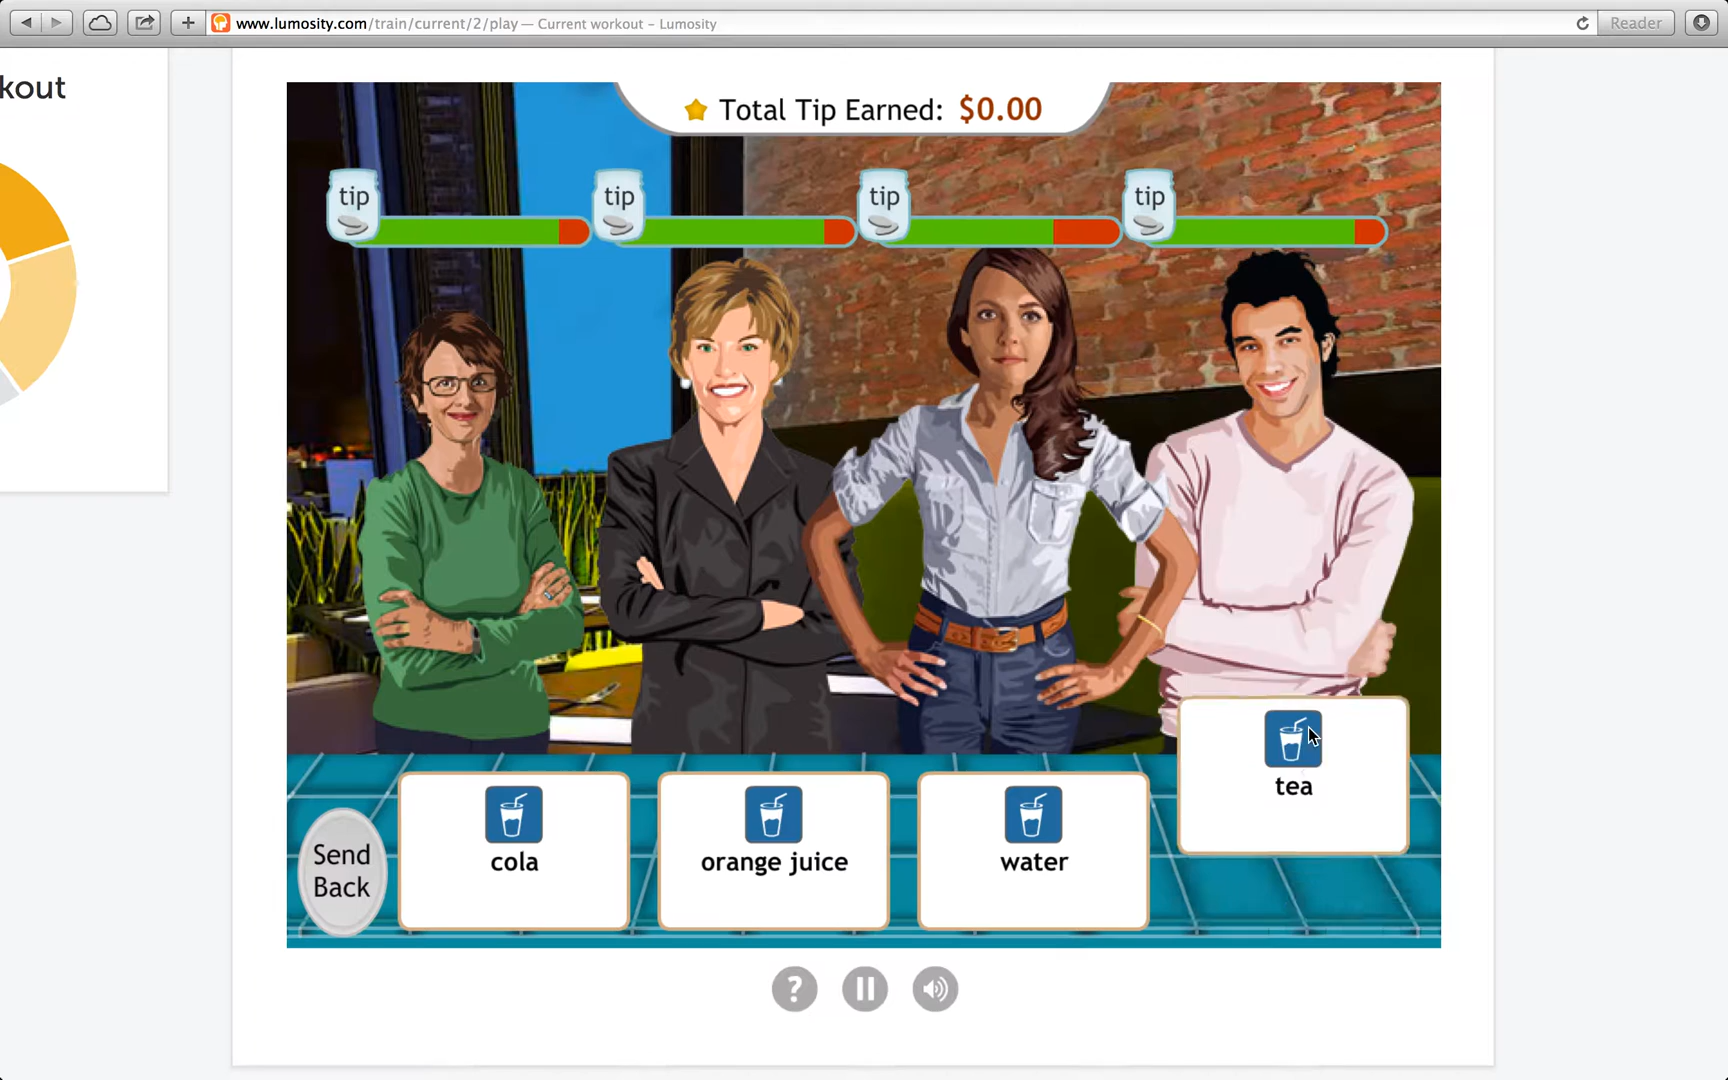 www.lumosity.com/train/current/2/play — Current workout – Lumosity
Reader
kout
Total Tip Earned: $0.00
tip
tip
tip
tip
tea
cola
orange juice
water
Send
Back
?